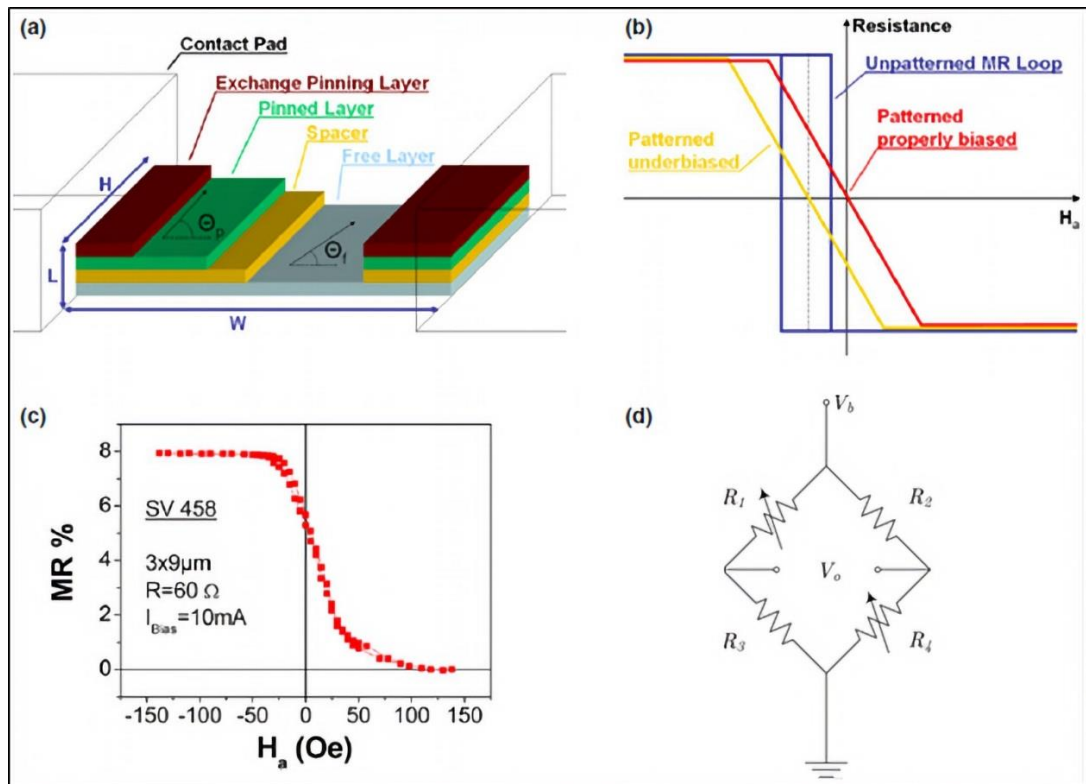 (a)
Contact Pad
Exchange Pinning Layer
Pinned Layer
Spacer
Free Layer
H
Θp
Θf
L
W
(b)
Resistance
Unpatterned MR Loop
Patterned
underbiased
Patterned
properly biased
Ha
(c)
MR %
8
6
4
2
0
SV 458
3x9µm
R=60 Ω
IBias=10mA
-150 -100 -50 0 50 100 150
Ha (Oe)
(d)
Vb
R1
R2
Vo
R3
R4